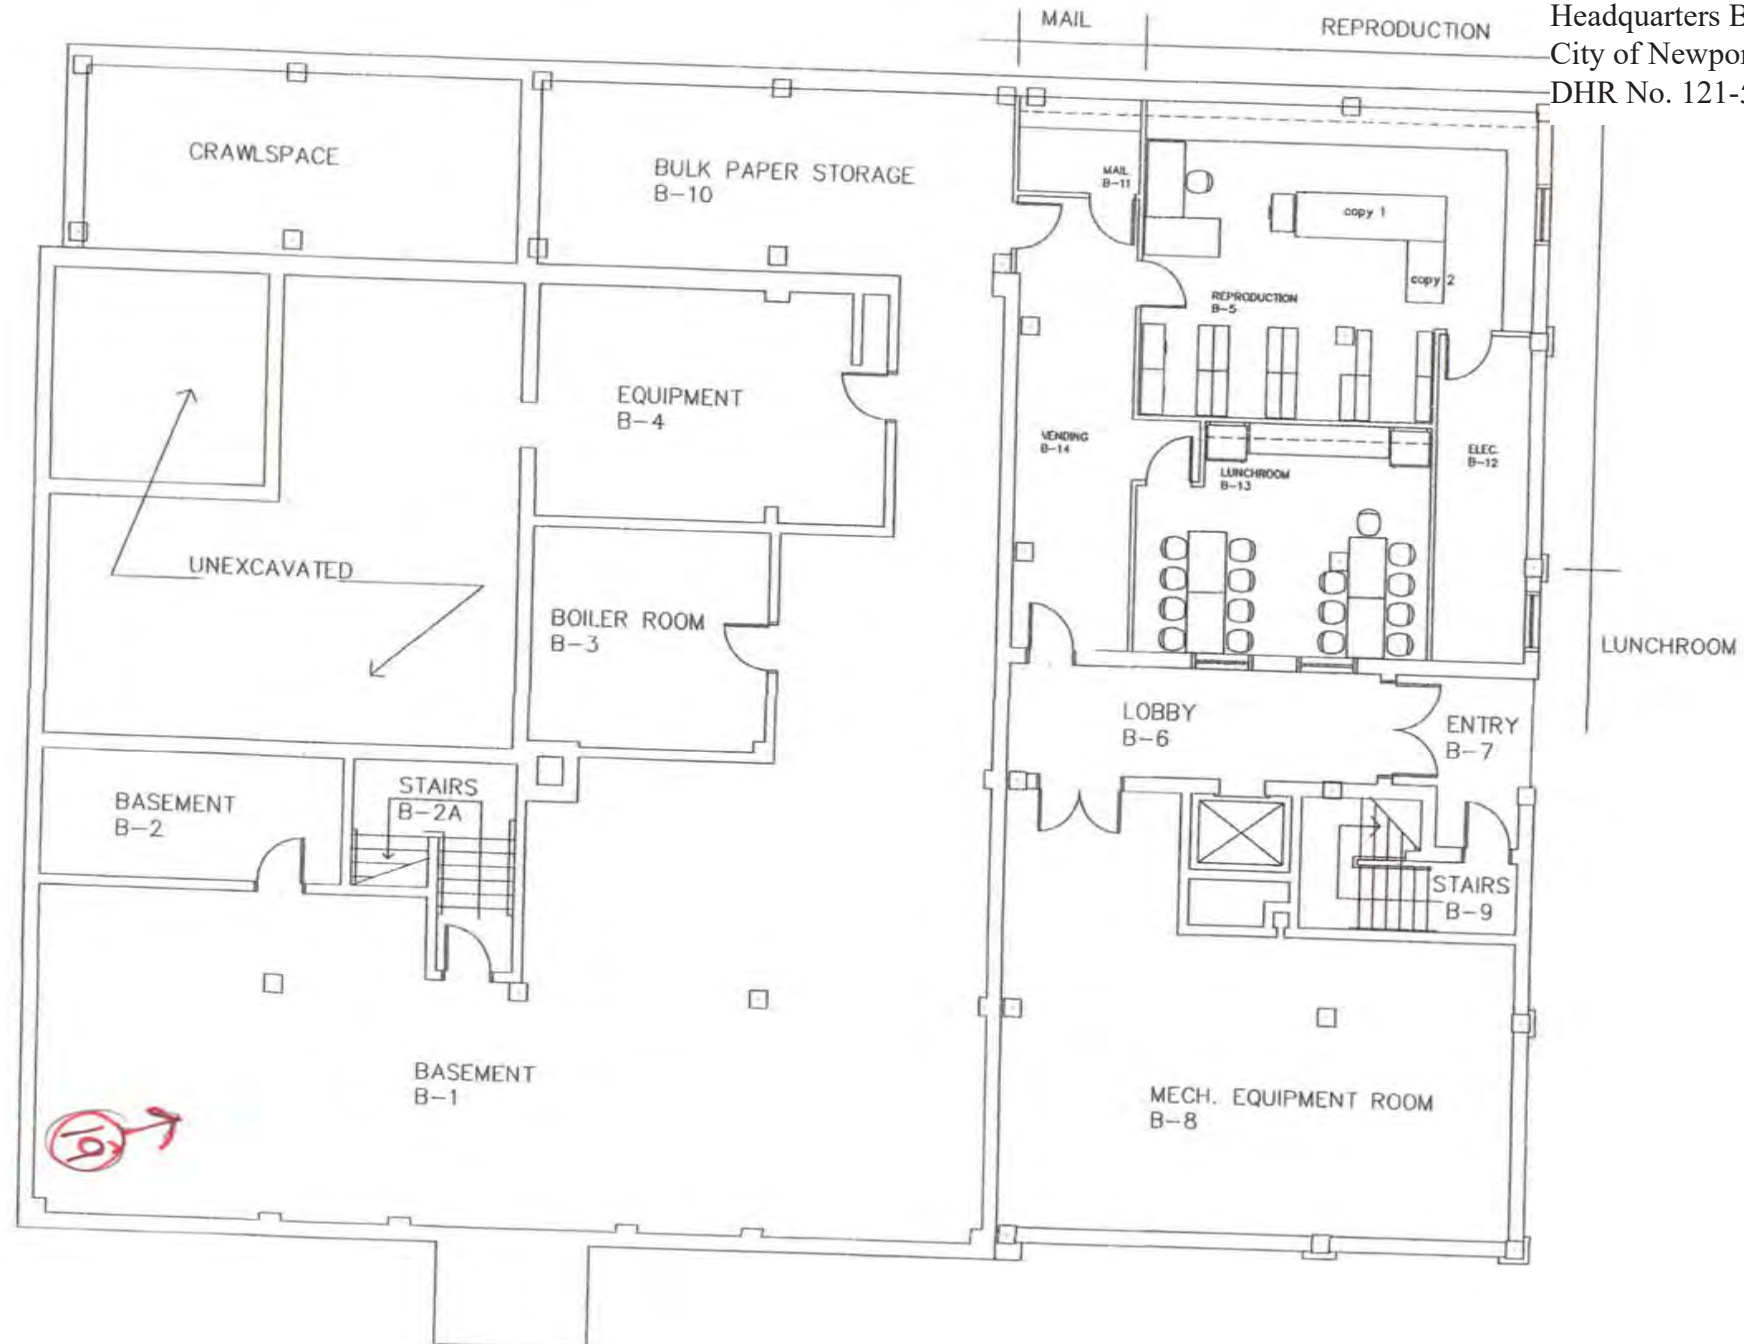 MAIL
REPRODUCTION
Headquarters B
City of Newpor
DHR No. 121-5
CRAWLSPACE
BULK PAPER STORAGE
B-10
MAIL
B-11
copy 1
copy 2
REPRODUCTION
B-5
EQUIPMENT
B-4
VENDING
B-14
LUNCHROOM
B-13
ELEC.
B-12
UNEXCAVATED
BOILER ROOM
B-3
LUNCHROOM
LOBBY
B-6
ENTRY
B-7
BASEMENT
B-2
STAIRS
B-2A
STAIRS
B-9
BASEMENT
B-1
MECH. EQUIPMENT ROOM
B-8
19